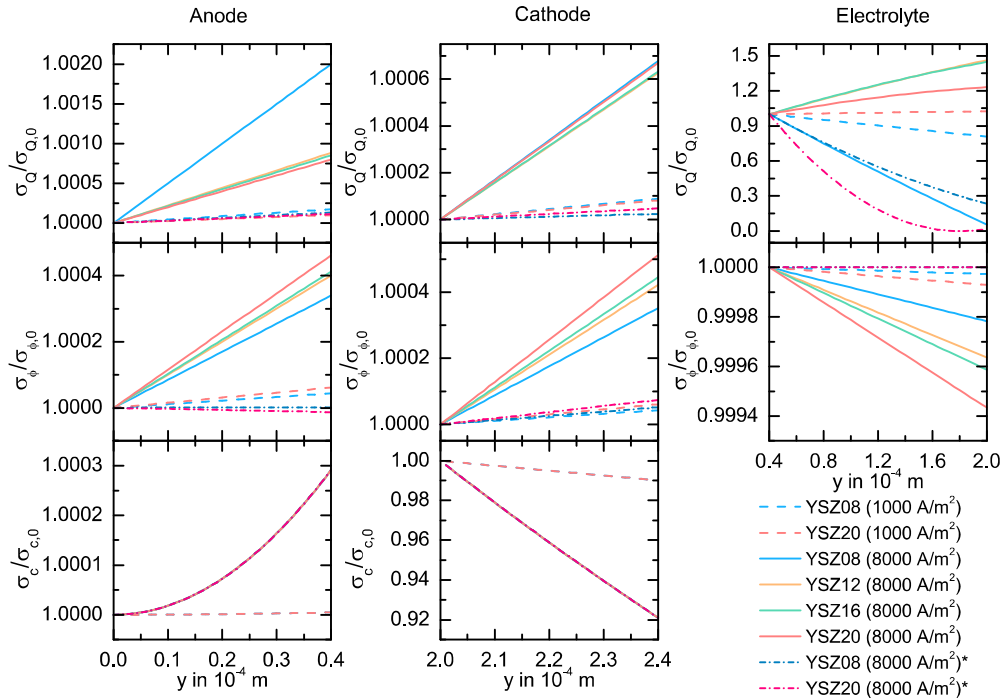 Anode
Cathode
Electrolyte
σQ/σQ,0
1.0020
1.0015
1.0010
1.0005
1.0000
σQ/σQ,0
1.0006
1.0004
1.0002
1.0000
σQ/σQ,0
1.5
1.2
0.9
0.6
0.3
0.0
σϕ/σϕ,0
1.0004
1.0002
1.0000
σϕ/σϕ,0
1.0004
1.0002
1.0000
σϕ/σϕ,0
1.0000
0.9998
0.9996
0.9994
0.4 0.8 1.2 1.6 2.0
y in 10⁻⁴ m
σc/σc,0
1.0003
1.0002
1.0001
1.0000
0.0 0.1 0.2 0.3 0.4
y in 10⁻⁴ m
σc/σc,0
1.00
0.98
0.96
0.94
0.92
2.0 2.1 2.2 2.3 2.4
y in 10⁻⁴ m
YSZ08 (1000 A/m²)
YSZ20 (1000 A/m²)
YSZ08 (8000 A/m²)
YSZ12 (8000 A/m²)
YSZ16 (8000 A/m²)
YSZ20 (8000 A/m²)
YSZ08 (8000 A/m²)*
YSZ20 (8000 A/m²)*